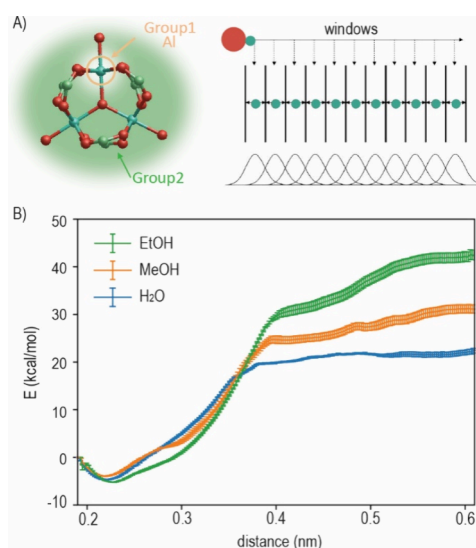 A)
Group1
Al
Group2
windows
B)
50
40
30
20
10
0
-10
E (kcal/mol)
EtOH
MeOH
H₂O
0.2
0.3
0.4
0.5
0.6
distance (nm)